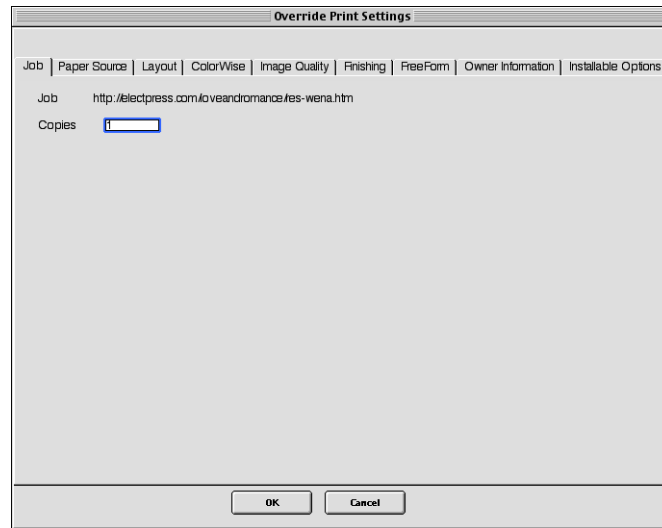 Override Print Settings
Job Paper Source Layout ColorWise Image Quality Finishing FreeForm Owner Information Installable Options
Job http://electpress.com/loveandromance/res-wena.htm
Copies 1
OK Cancel